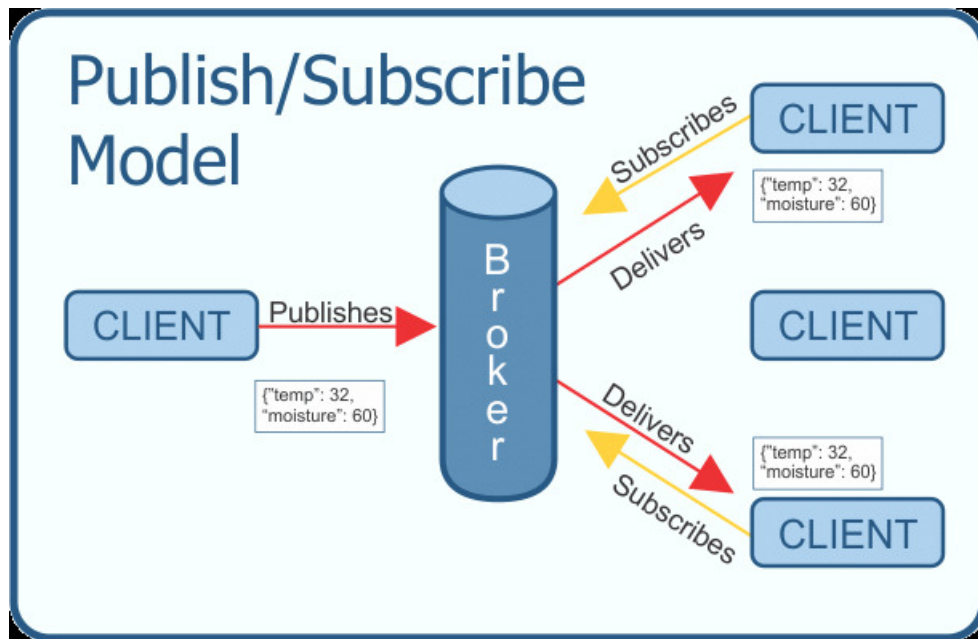 Publish/Subscribe
Model
CLIENT
Subscribes
{"temp": 32,
“moisture”: 60}
Delivers
Broker
CLIENT
Publishes
{"temp": 32,
“moisture”: 60}
CLIENT
Delivers
{"temp": 32,
“moisture”: 60}
Subscribes
CLIENT